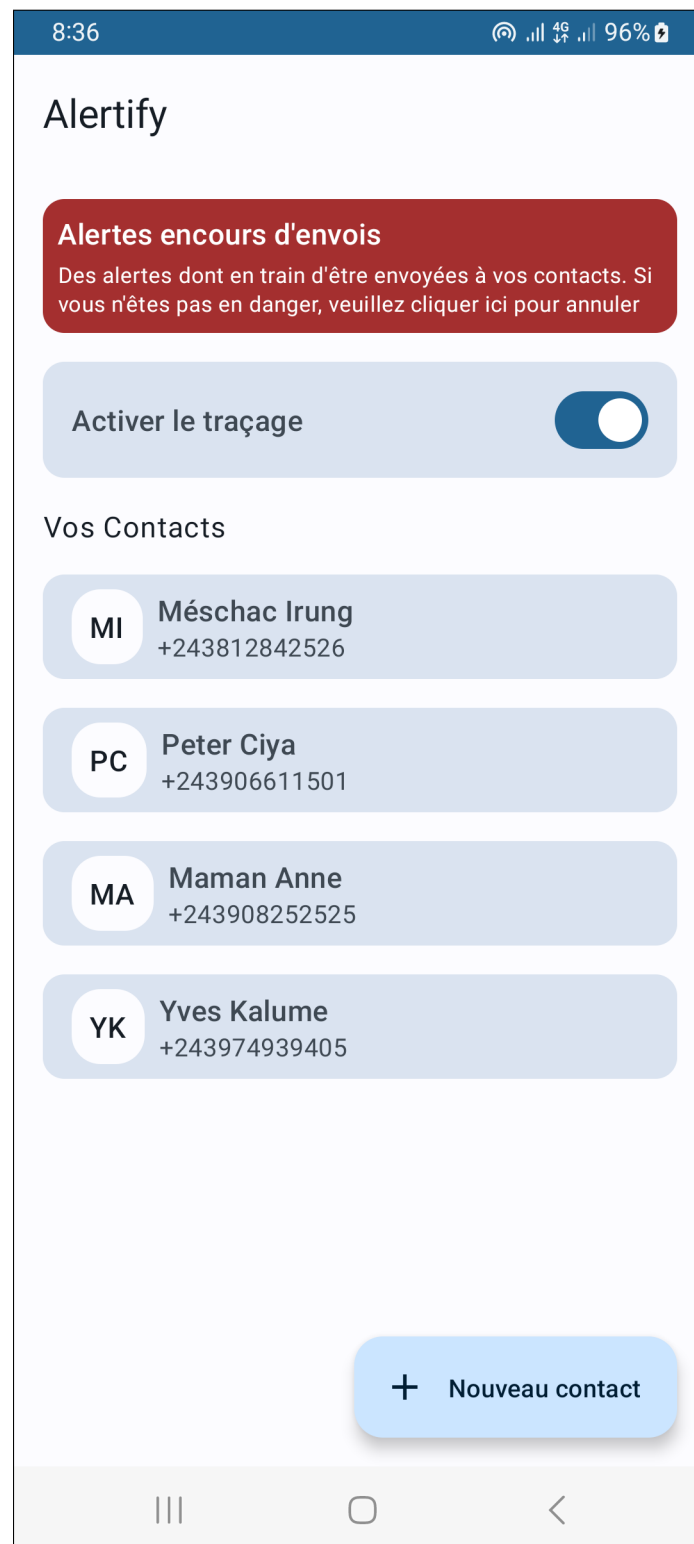 8:36
4G
96%
Alertify
Alertes encours d'envois
Des alertes dont en train d'être envoyées à vos contacts. Si
vous n'êtes pas en danger, veuillez cliquer ici pour annuler
Activer le traçage
Vos Contacts
MI
Méschac Irung
+243812842526
PC
Peter Ciya
+243906611501
MA
Maman Anne
+243908252525
YK
Yves Kalume
+243974939405
+ Nouveau contact